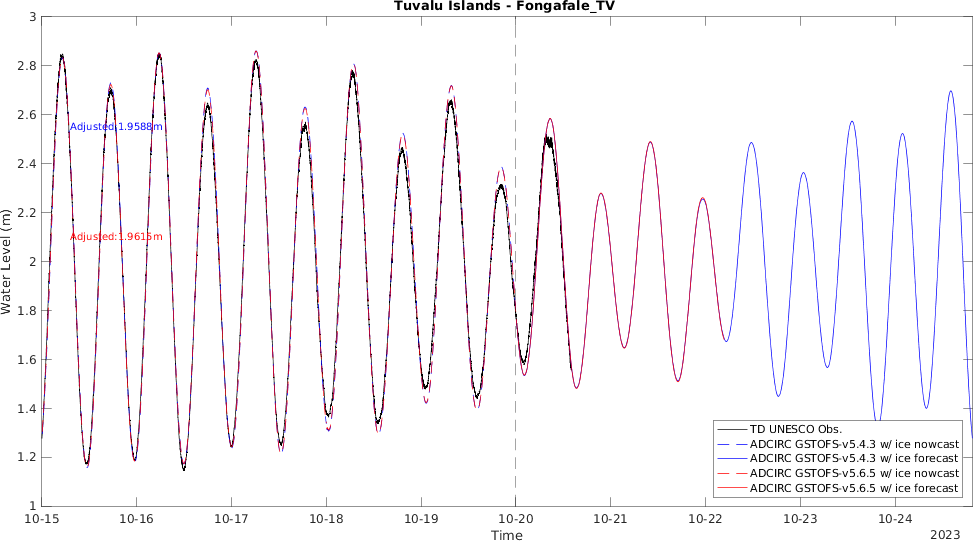 Tuvalu Islands - Fongafale_TV
3
2.8
2.6
2.4
2.2
2
1.8
1.6
1.4
1.2
1
Water Level (m)
Adjusted:1.9588m
Adjusted:1.9615m
TD UNESCO Obs.
ADCIRC GSTOFS-v5.4.3 w/ ice nowcast
ADCIRC GSTOFS-v5.4.3 w/ ice forecast
ADCIRC GSTOFS-v5.6.5 w/ ice nowcast
ADCIRC GSTOFS-v5.6.5 w/ ice forecast
10-15 10-16 10-17 10-18 10-19 10-20 10-21 10-22 10-23 10-24
Time
2023